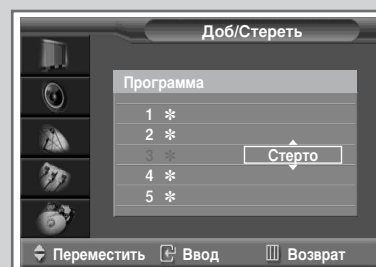 Доб/Стереть
Программа
1 ✻
2 ✻
3 ✻ Стерто
4 ✻
5 ✻
Переместить Ввод Возврат